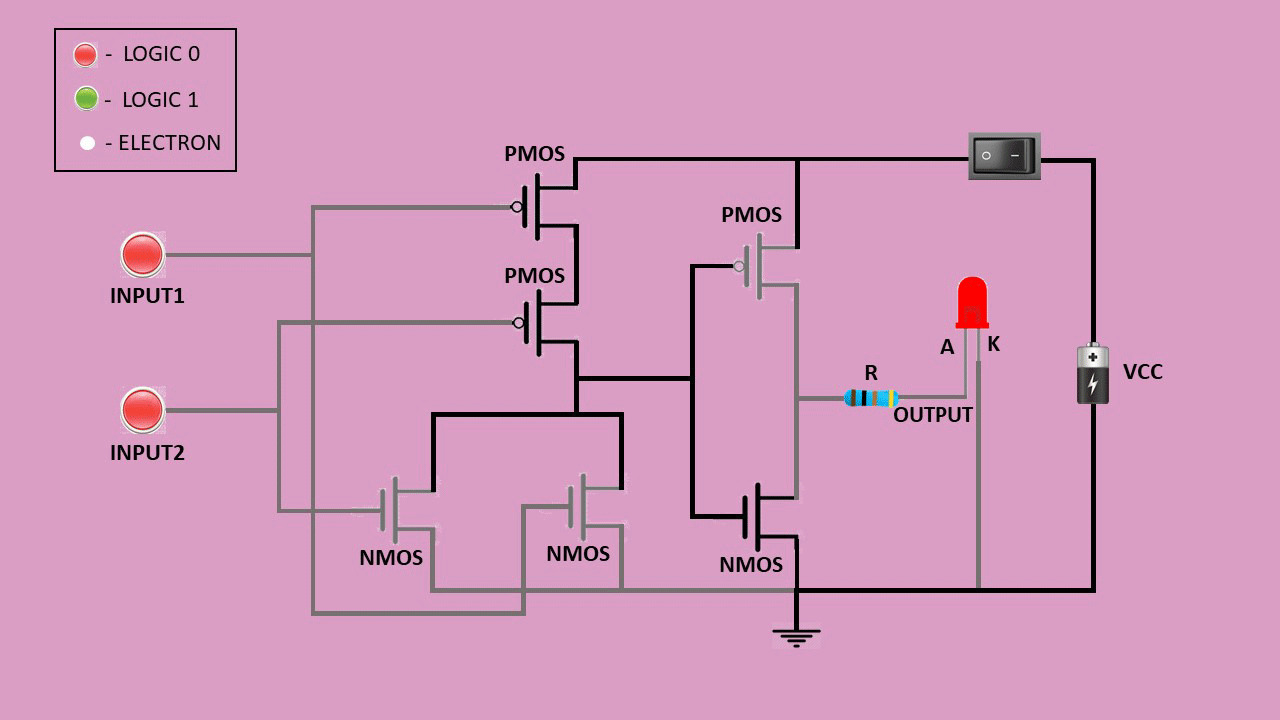 - LOGIC 0
- LOGIC 1
- ELECTRON
PMOS
PMOS
PMOS
INPUT1
INPUT2
A
K
VCC
R
OUTPUT
NMOS
NMOS
NMOS